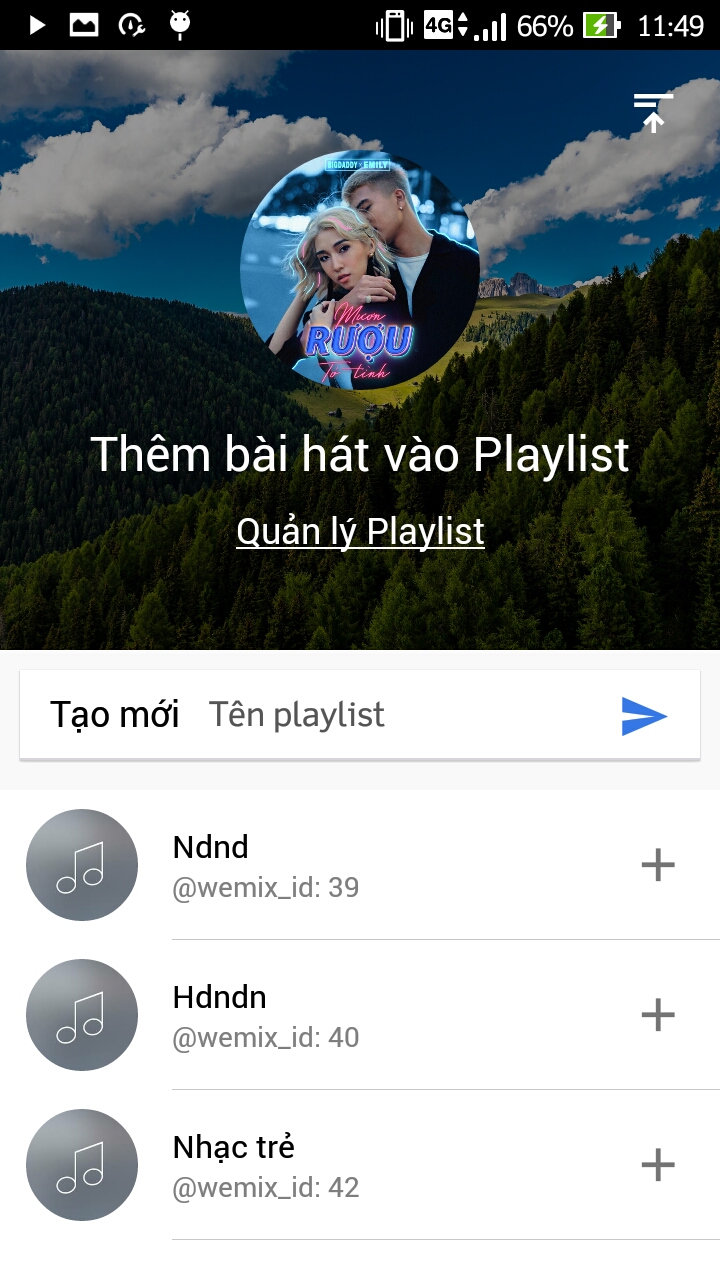 4G 66% 11:49
BIGDADDY x EMILY
Mượn
RƯỢU
Tỏ tình
Thêm bài hát vào Playlist
Quản lý Playlist
Tạo mới Tên playlist
Ndnd
@wemix_id: 39
Hdndn
@wemix_id: 40
Nhạc trẻ
@wemix_id: 42